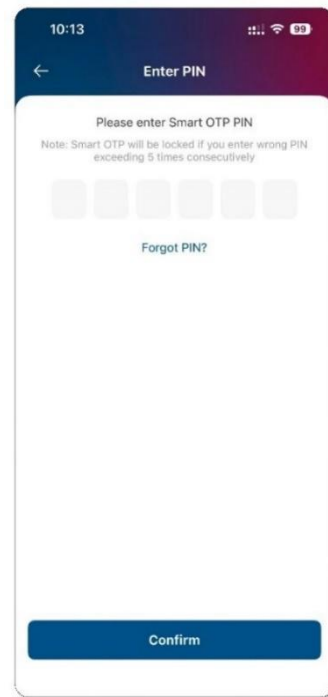 10:13
99
Enter PIN
Please enter Smart OTP PIN
Note: Smart OTP will be locked if you enter wrong PIN
exceeding 5 times consecutively
Forgot PIN?
Confirm